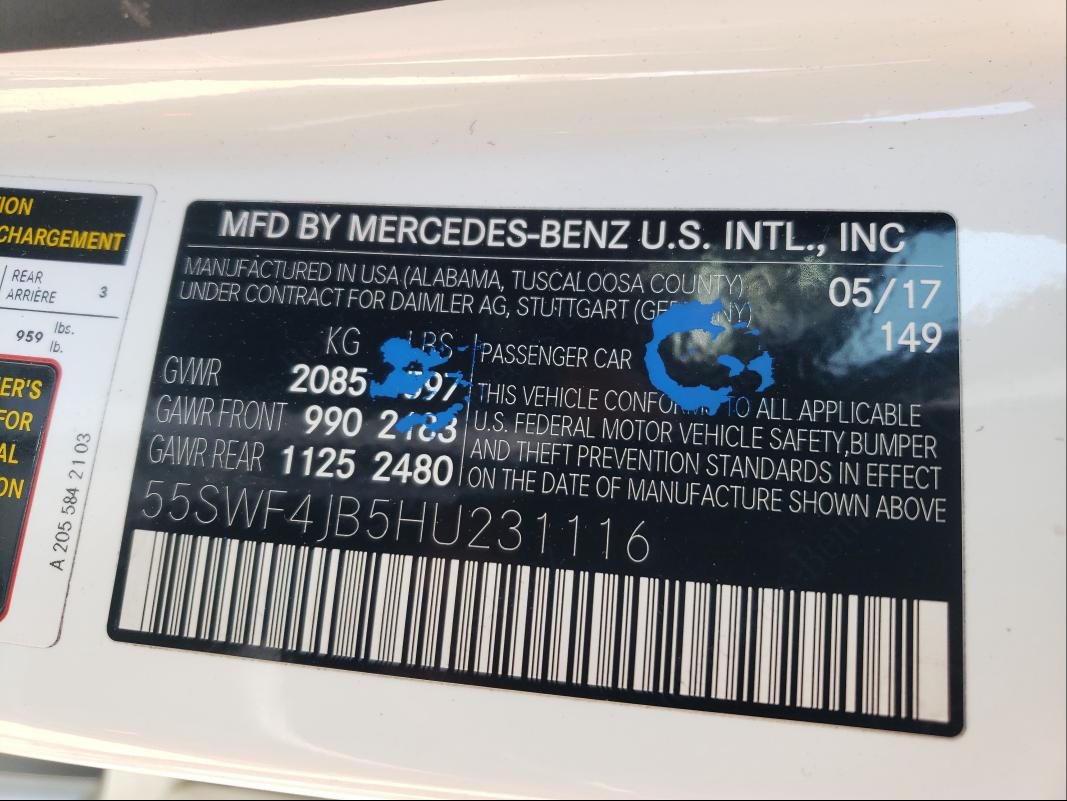 ION
CHARGEMENT
REAR
ARRIÈRE 3
959 lbs.
lb.
ER'S
FOR
AL
ON
A 205 584 21 03
MFD BY MERCEDES-BENZ U.S. INTL., INC
MANUFACTURED IN USA (ALABAMA, TUSCALOOSA COUNTY)
UNDER CONTRACT FOR DAIMLER AG, STUTTGART
05/17
149
KG LBS
GVWR 2085
GAWR FRONT 990 2183
GAWR REAR 1125 2480
PASSENGER CAR
THIS VEHICLE TO ALL APPLICABLE
U.S. FEDERAL MOTOR VEHICLE SAFETY,BUMPER
AND THEFT PREVENTION STANDARDS IN EFFECT
ON THE DATE OF MANUFACTURE SHOWN ABOVE
55SWF4JB5HU231116